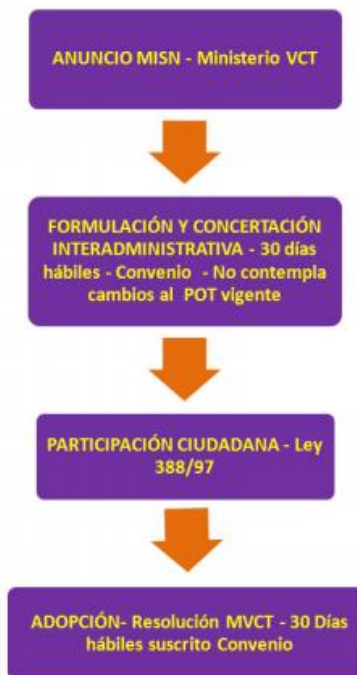 ANUNCIO MISN - Ministerio VCT
FORMULACIÓN Y CONCERTACIÓN
INTERADMINISTRATIVA - 30 días
hábiles - Convenio - No contempla
cambios al POT vigente
PARTICIPACIÓN CIUDADANA - Ley
388/97
ADOPCIÓN- Resolución MVCT - 30 Días
hábiles suscrito Convenio